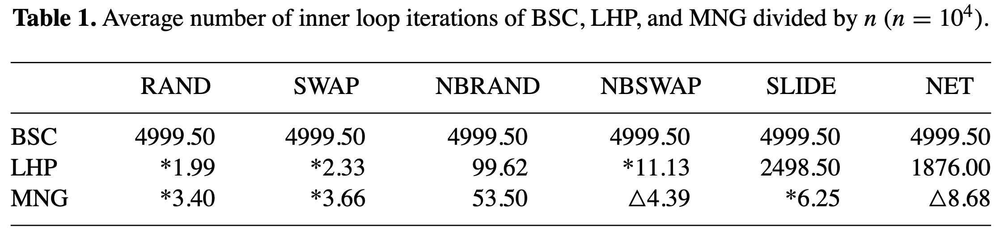 Table 1. Average number of inner loop iterations of BSC, LHP, and MNG divided by n (n = 10⁴).
RAND SWAP NBRAND NBSWAP SLIDE NET
BSC 4999.50 4999.50 4999.50 4999.50 4999.50 4999.50
LHP *1.99 *2.33 99.62 *11.13 2498.50 1876.00
MNG *3.40 *3.66 53.50 △4.39 *6.25 △8.68